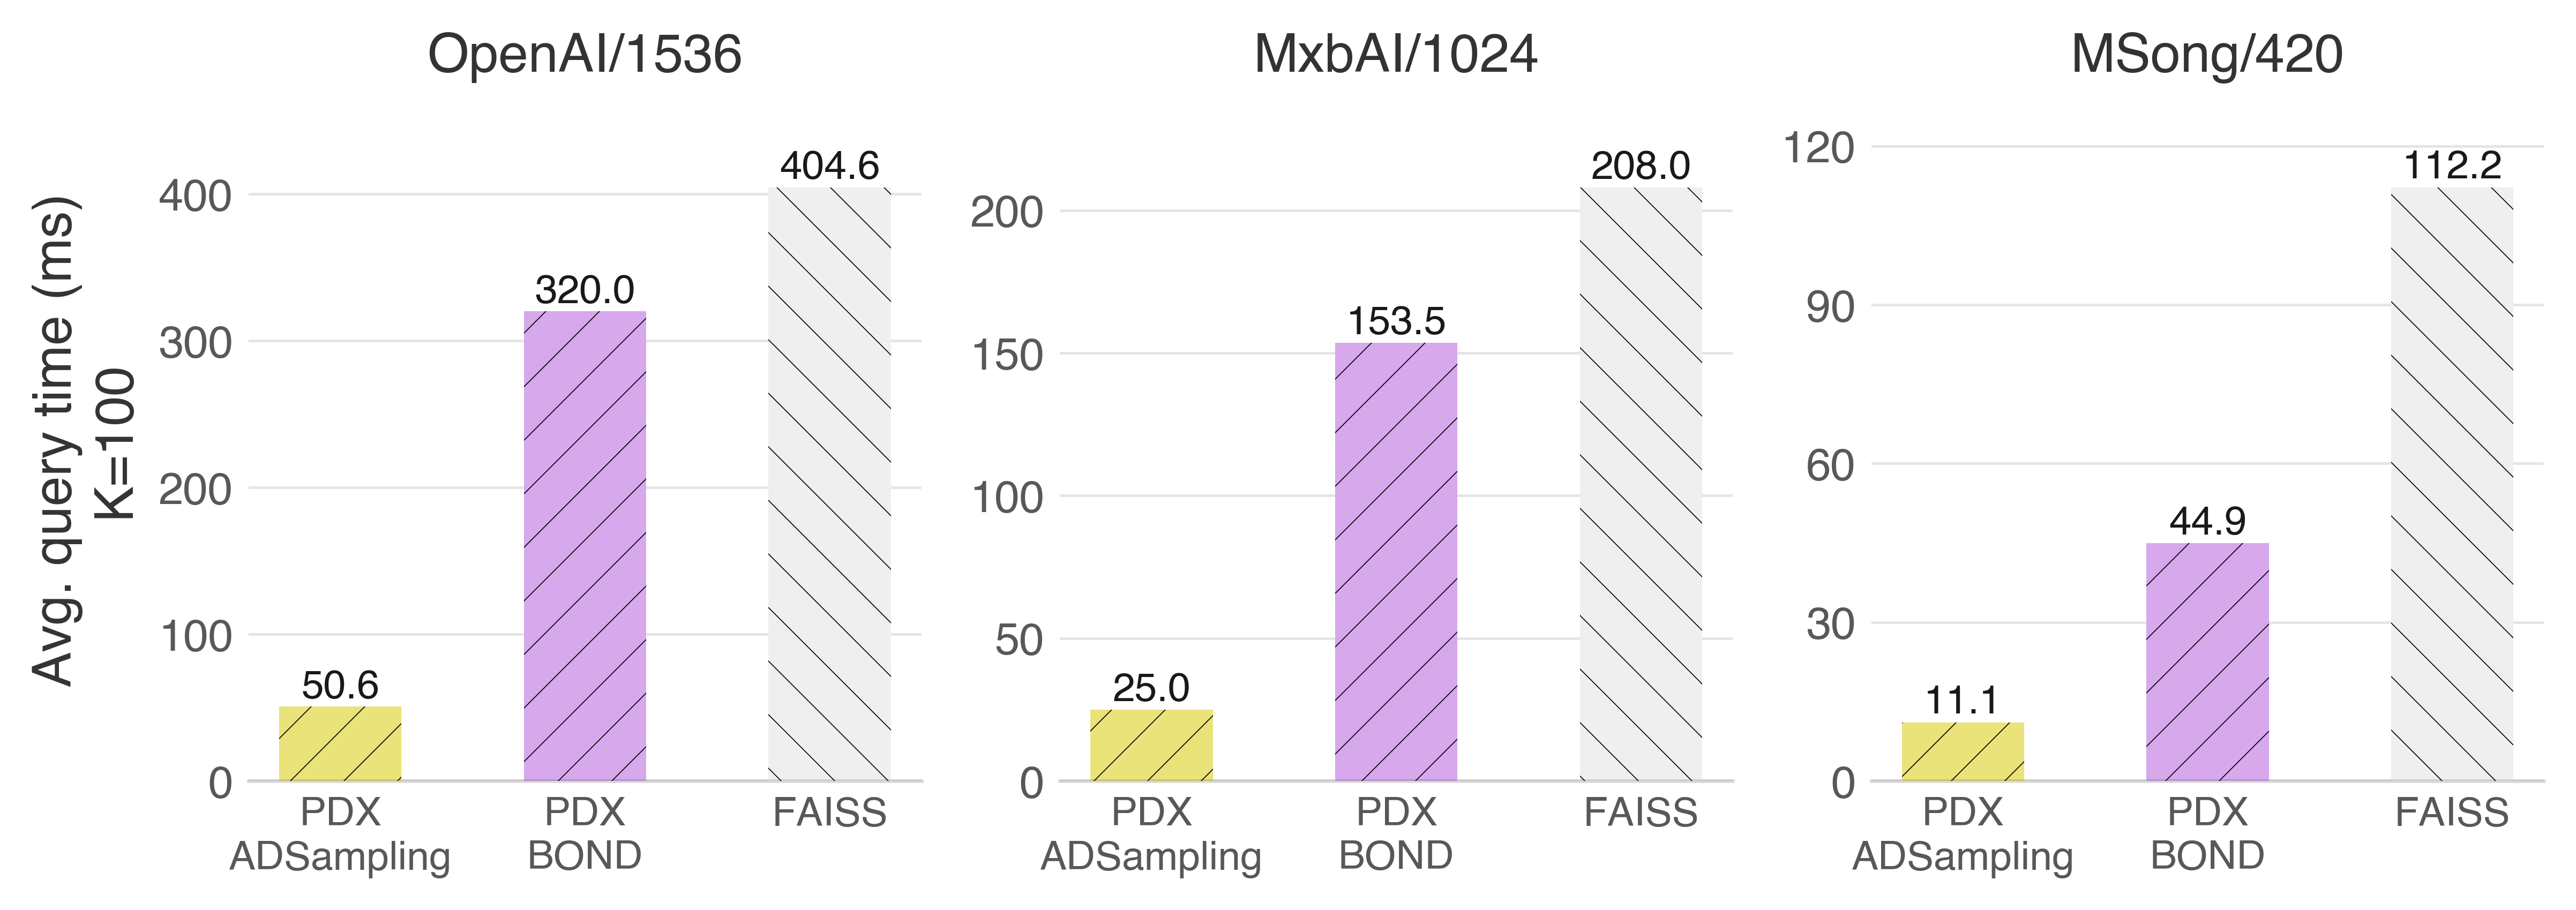 OpenAI/1536
MxbAI/1024
MSong/420
Avg. query time (ms)
K=100
400
300
200
100
0
50.6
320.0
404.6
PDX
ADSampling
PDX
BOND
FAISS
200
150
100
50
0
25.0
153.5
208.0
PDX
ADSampling
PDX
BOND
FAISS
120
90
60
30
0
11.1
44.9
112.2
PDX
ADSampling
PDX
BOND
FAISS